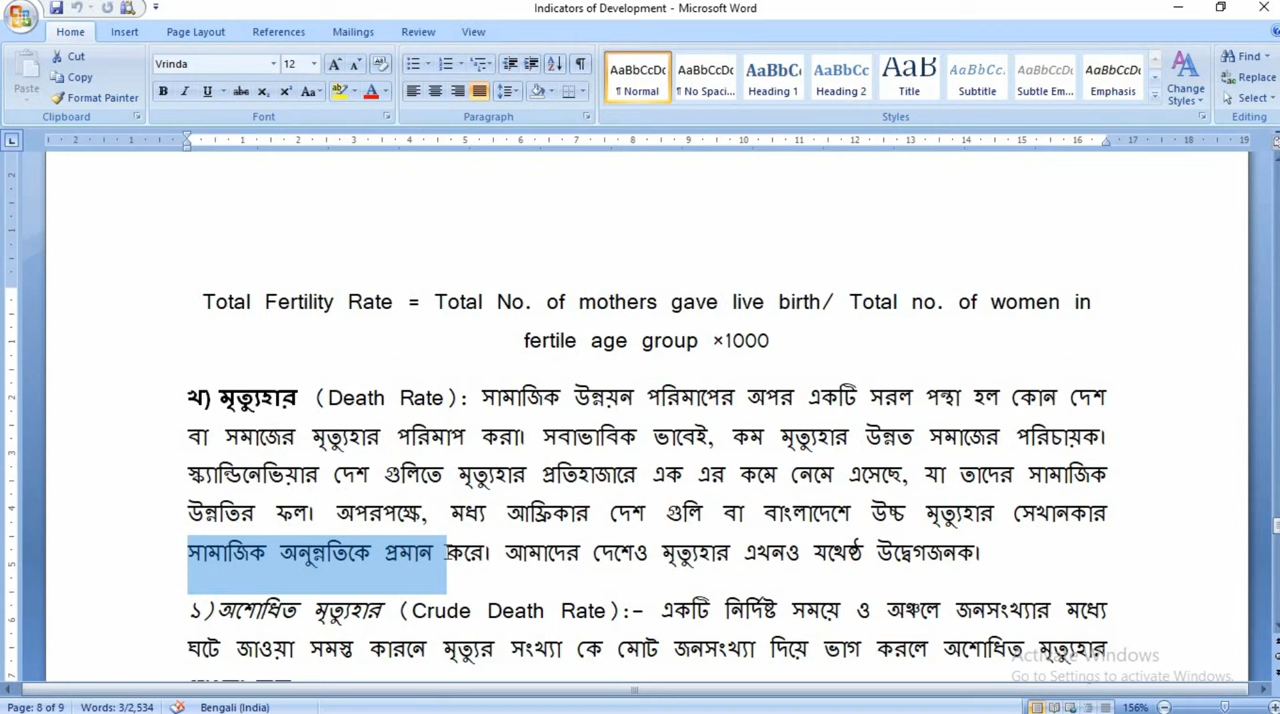 Indicators of Development - Microsoft Word
Home Insert Page Layout References Mailings Review View
Paste
Cut
Copy
Format Painter
Clipboard
Vrinda 12
B I U abc x₂ x² Aa
Font
Paragraph
AaBbCcDc AaBbCcDc AaBbC AaBbCc AaB AaBbCc. AaBbCcDc AaBbCcDc
¶ Normal ¶ No Spaci... Heading 1 Heading 2 Title Subtitle Subtle Em... Emphasis
Change Styles
Styles
Find
Replace
Select
Editing
Total Fertility Rate = Total No. of mothers gave live birth/ Total no. of women in
fertile age group ×1000
খ) মৃত্যুহার (Death Rate): সামাজিক উন্নয়ন পরিমাপের অপর একটি সরল পন্থা হল কোন দেশ
বা সমাজের মৃত্যুহার পরিমাপ করা। সবাভাবিক ভাবেই, কম মৃত্যুহার উন্নত সমাজের পরিচায়ক।
স্ক্যান্ডিনেভিয়ার দেশ গুলিতে মৃত্যুহার প্রতিহাজারে এক এর কমে নেমে এসেছে, যা তাদের সামাজিক
উন্নতির ফল। অপরপক্ষে, মধ্য আফ্রিকার দেশ গুলি বা বাংলাদেশে উচ্চ মৃত্যুহার সেখানকার
সামাজিক অনুন্নতিকে প্রমান করে। আমাদের দেশেও মৃত্যুহার এখনও যথেষ্ঠ উদ্বেগজনক।
১)অশোধিত মৃত্যুহার (Crude Death Rate):- একটি নির্দিষ্ট সময়ে ও অঞ্চলে জনসংখ্যার মধ্যে
ঘটে জাওয়া সমস্ত কারনে মৃত্যুর সংখ্যা কে মোট জনসংখ্যা দিয়ে ভাগ করলে অশোধিত মৃত্যুহার
Activate Windows
Go to Settings to activate Windows.
Page: 8 of 9 Words: 3/2,534 Bengali (India) 156%